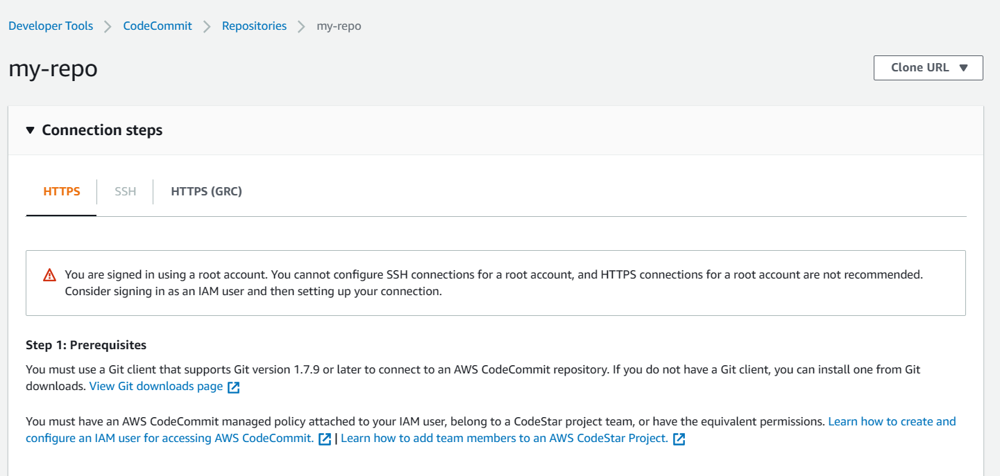 Developer Tools > CodeCommit > Repositories > my-repo
my-repo
Clone URL ▼
▼ Connection steps
HTTPS | SSH | HTTPS (GRC)
You are signed in using a root account. You cannot configure SSH connections for a root account, and HTTPS connections for a root account are not recommended.
Consider signing in as an IAM user and then setting up your connection.
Step 1: Prerequisites
You must use a Git client that supports Git version 1.7.9 or later to connect to an AWS CodeCommit repository. If you do not have a Git client, you can install one from Git
downloads. View Git downloads page
You must have an AWS CodeCommit managed policy attached to your IAM user, belong to a CodeStar project team, or have the equivalent permissions. Learn how to create and
configure an IAM user for accessing AWS CodeCommit. | Learn how to add team members to an AWS CodeStar Project.